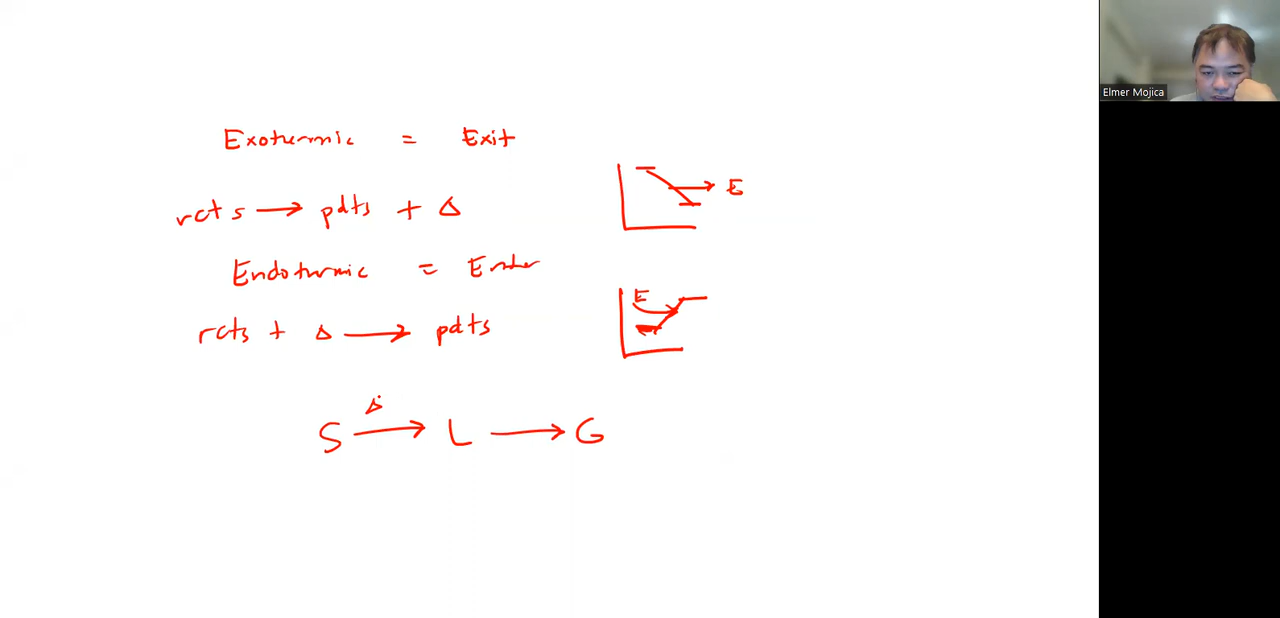 Exothermic = Exit
rcts → pdts + Δ
E
Endothermic = Enter
E
rcts + Δ → pdts
Δ
S → L → G
Elmer Mojica